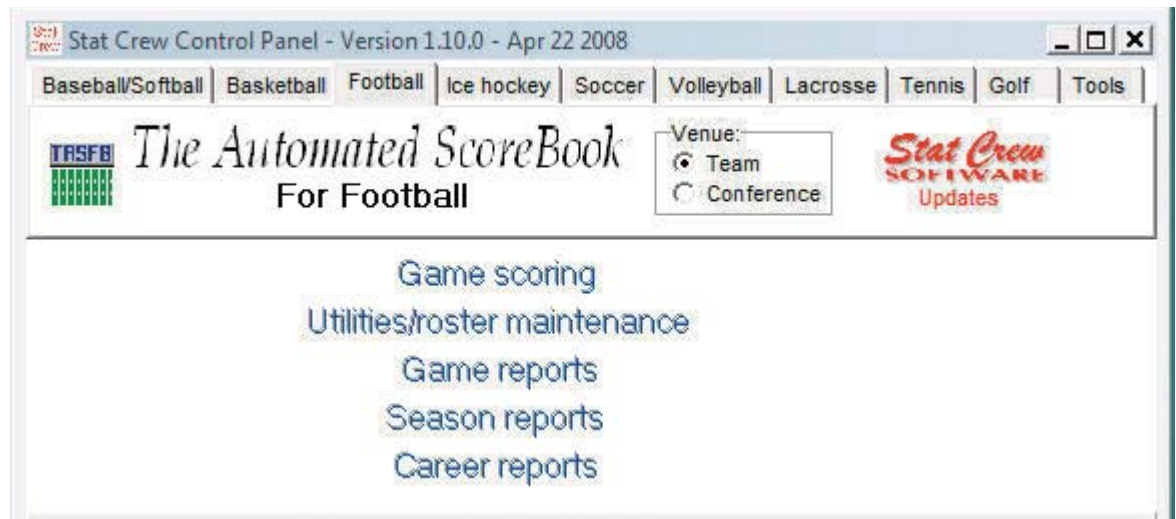 Stat Crew Control Panel - Version 1.10.0 - Apr 22 2008
Baseball/Softball Basketball Football Ice hockey Soccer Volleyball Lacrosse Tennis Golf Tools
TASFB
The Automated ScoreBook
For Football
Venue:
Team
Conference
Stat Crew
SOFTWARE
Updates
Game scoring
Utilities/roster maintenance
Game reports
Season reports
Career reports